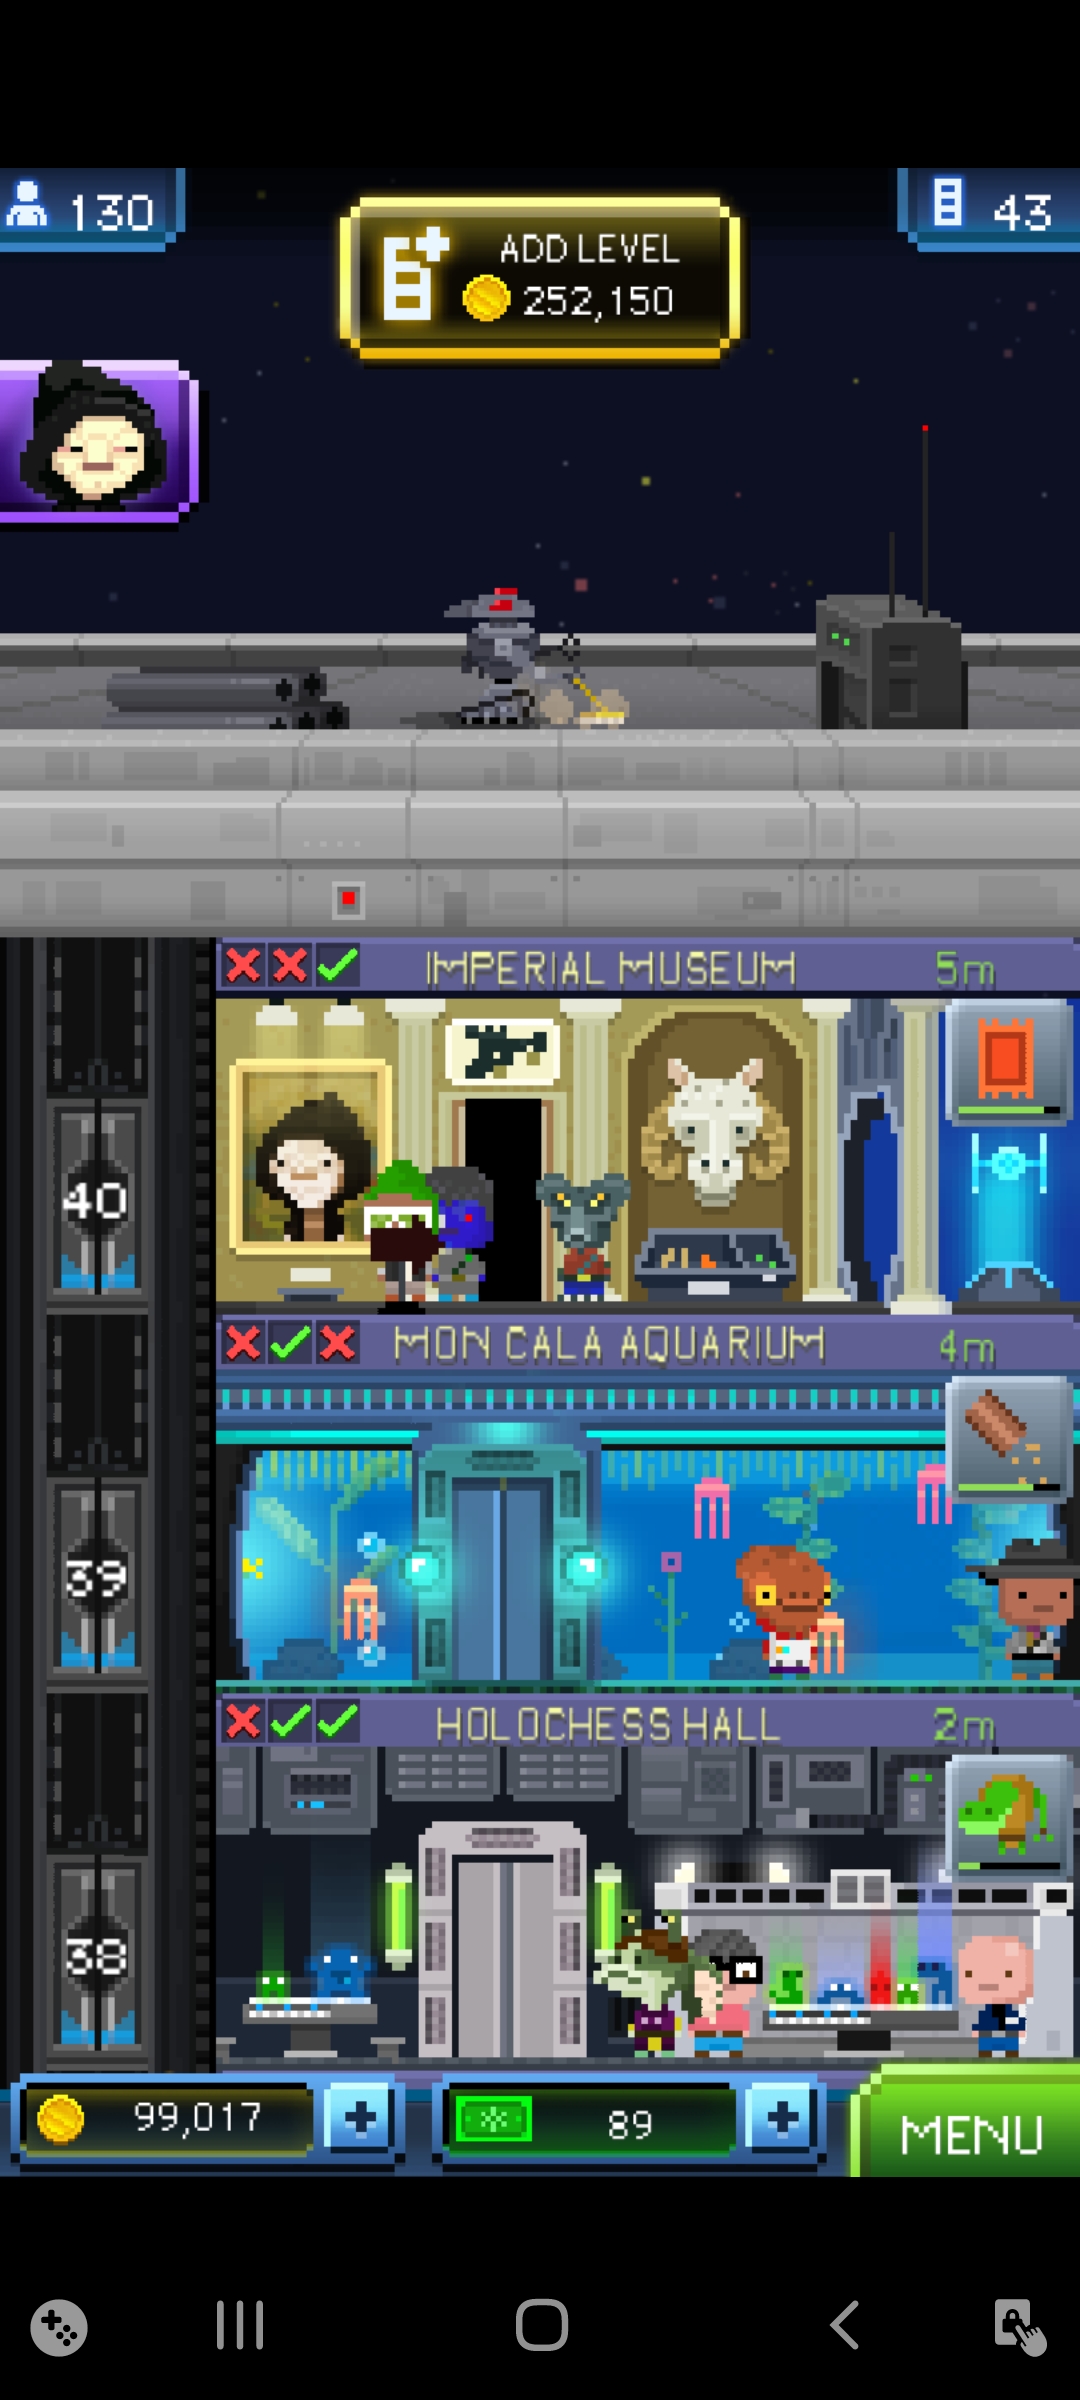 130
ADD LEVEL
252,150
43
IMPERIAL MUSEUM 5m
40
MON CALA AQUARIUM 4m
39
HOLOCHESS HALL 2m
38
99,017
89
MENU